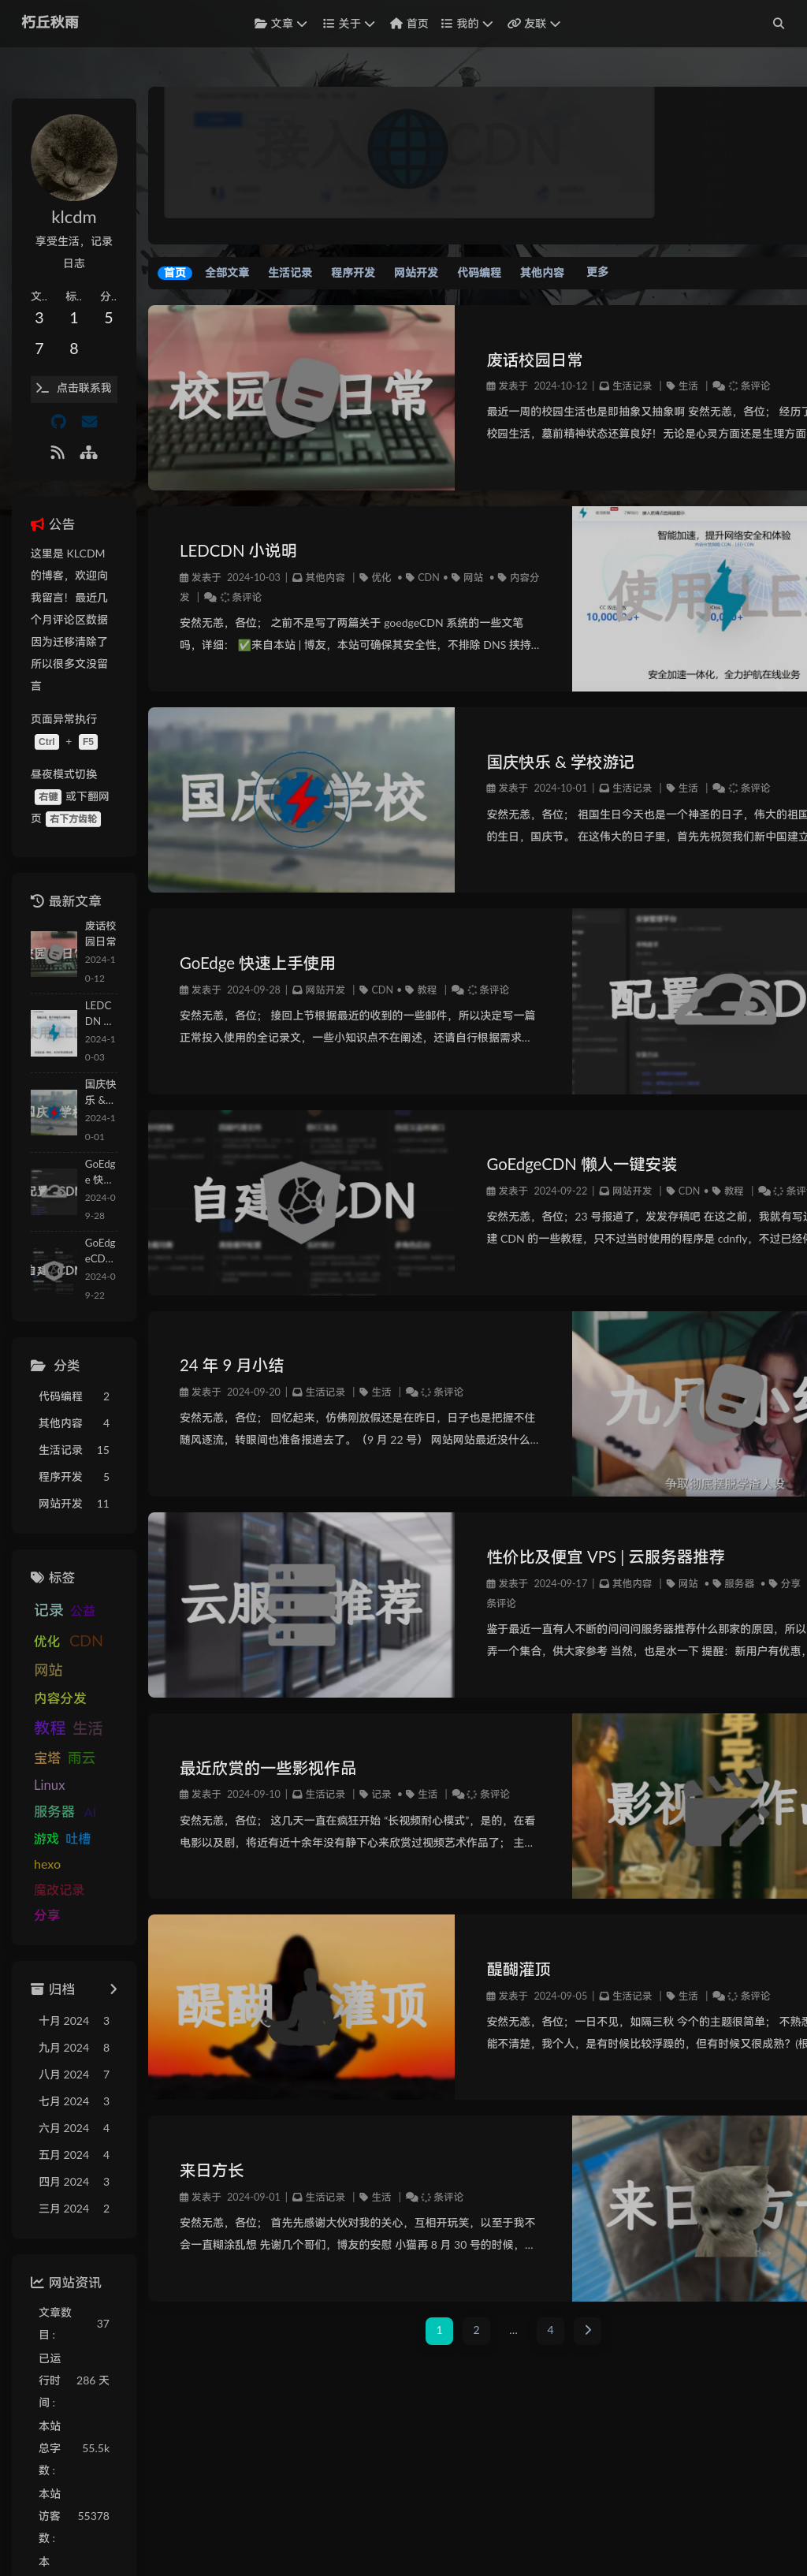 朽丘秋雨
文章
关于
首页
我的
友联
接入 CDN
klcdm
享受生活，记录
日志
文..
标..
分..
3
1
5
7
8
点击联系我
首页
全部文章
生活记录
程序开发
网站开发
代码编程
其他内容
更多
公告
这里是 KLCDM
的博客，欢迎向
我留言！最近几
个月评论区数据
因为迁移清除了
所以很多文没留
言
页面异常执行
Ctrl + F5
昼夜模式切换
右键 或下翻网
页 右下方齿轮
最新文章
废话校
园日常
2024-1
0-12
LEDC
DN ...
2024-1
0-03
国庆快
乐 &...
2024-1
0-01
GoEdg
e 快...
2024-0
9-28
GoEdg
eCD...
2024-0
9-22
分类
代码编程 2
其他内容 4
生活记录 15
程序开发 5
网站开发 11
标签
记录 公益
优化 CDN
网站
内容分发
教程 生活
宝塔 雨云
Linux
服务器 AI
游戏 吐槽
hexo
魔改记录
分享
归档
十月 2024 3
九月 2024 8
八月 2024 7
七月 2024 3
六月 2024 4
五月 2024 4
四月 2024 3
三月 2024 2
网站资讯
文章数
目 :
37
已运
行时
间 :
286 天
本站
总字
数 :
55.5k
本站
访客
数 :
55378
本
校园日常
废话校园日常
发表于 2024-10-12 | 生活记录 | 生活 | 条评论
最近一周的校园生活也是即抽象又抽象啊 安然无恙，各位； 经历了
校园生活，墓前精神状态还算良好！无论是心灵方面还是生理方面
LEDCDN 小说明
发表于 2024-10-03 | 其他内容 | 优化 • CDN • 网站 • 内容分
发 | 条评论
安然无恙，各位； 之前不是写了两篇关于 goedgeCDN 系统的一些文笔
吗，详细： ✅来自本站 | 博友，本站可确保其安全性，不排除 DNS 挟持...
智能加速，提升网络安全和体验
使用 LED
10,000,00+
安全加速一体化，全力护航在线业务
国庆 学校
国庆快乐 & 学校游记
发表于 2024-10-01 | 生活记录 | 生活 | 条评论
安然无恙，各位； 祖国生日今天也是一个神圣的日子，伟大的祖国
的生日，国庆节。 在这伟大的日子里，首先先祝贺我们新中国建立
GoEdge 快速上手使用
发表于 2024-09-28 | 网站开发 | CDN • 教程 | 条评论
安然无恙，各位； 接回上节根据最近的收到的一些邮件，所以决定写一篇
正常投入使用的全记录文，一些小知识点不在阐述，还请自行根据需求...
自建 CDN
GoEdgeCDN 懒人一键安装
发表于 2024-09-22 | 网站开发 | CDN • 教程 | 条评
安然无恙，各位；23 号报道了，发发存稿吧 在这之前，我就有写过
建 CDN 的一些教程，只不过当时使用的程序是 cdnfly，不过已经停
24 年 9 月小结
发表于 2024-09-20 | 生活记录 | 生活 | 条评论
安然无恙，各位； 回忆起来，仿佛刚放假还是在昨日，日子也是把握不住
随风逐流，转眼间也准备报道去了。（9 月 22 号） 网站网站最近没什么...
九月小结
争取彻底摆脱学渣人设
云服务器推荐
性价比及便宜 VPS | 云服务器推荐
发表于 2024-09-17 | 其他内容 | 网站 • 服务器 • 分享
条评论
鉴于最近一直有人不断的问问问服务器推荐什么那家的原因，所以
弄一个集合，供大家参考 当然，也是水一下 提醒：新用户有优惠，
最近欣赏的一些影视作品
发表于 2024-09-10 | 生活记录 | 记录 • 生活 | 条评论
安然无恙，各位； 这几天一直在疯狂开始 “长视频耐心模式”，是的，在看
电影以及剧，将近有近十余年没有静下心来欣赏过视频艺术作品了； 主...
影视 作品
醍醐灌顶
醍醐灌顶
发表于 2024-09-05 | 生活记录 | 生活 | 条评论
安然无恙，各位；一日不见，如隔三秋 今个的主题很简单； 不熟悉
能不清楚，我个人，是有时候比较浮躁的，但有时候又很成熟？(根
来日方长
发表于 2024-09-01 | 生活记录 | 生活 | 条评论
安然无恙，各位； 首先先感谢大伙对我的关心，互相开玩笑，以至于我不
会一直糊涂乱想 先谢几个哥们，博友的安慰 小猫再 8 月 30 号的时候，...
来日方
1 2 ... 4